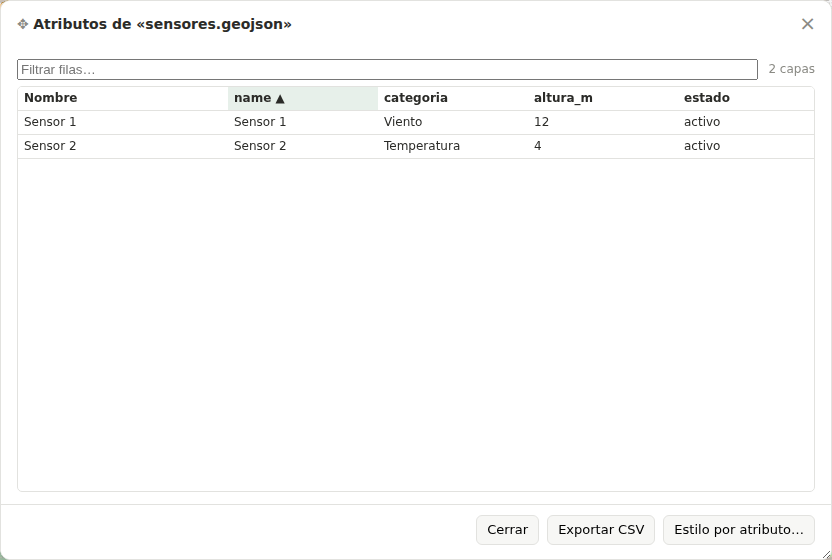 Atributos de «sensores.geojson»
Filtrar filas… 2 capas
Nombre name ▲ categoria altura_m estado
Sensor 1 Sensor 1 Viento 12 activo
Sensor 2 Sensor 2 Temperatura 4 activo
Cerrar Exportar CSV Estilo por atributo…